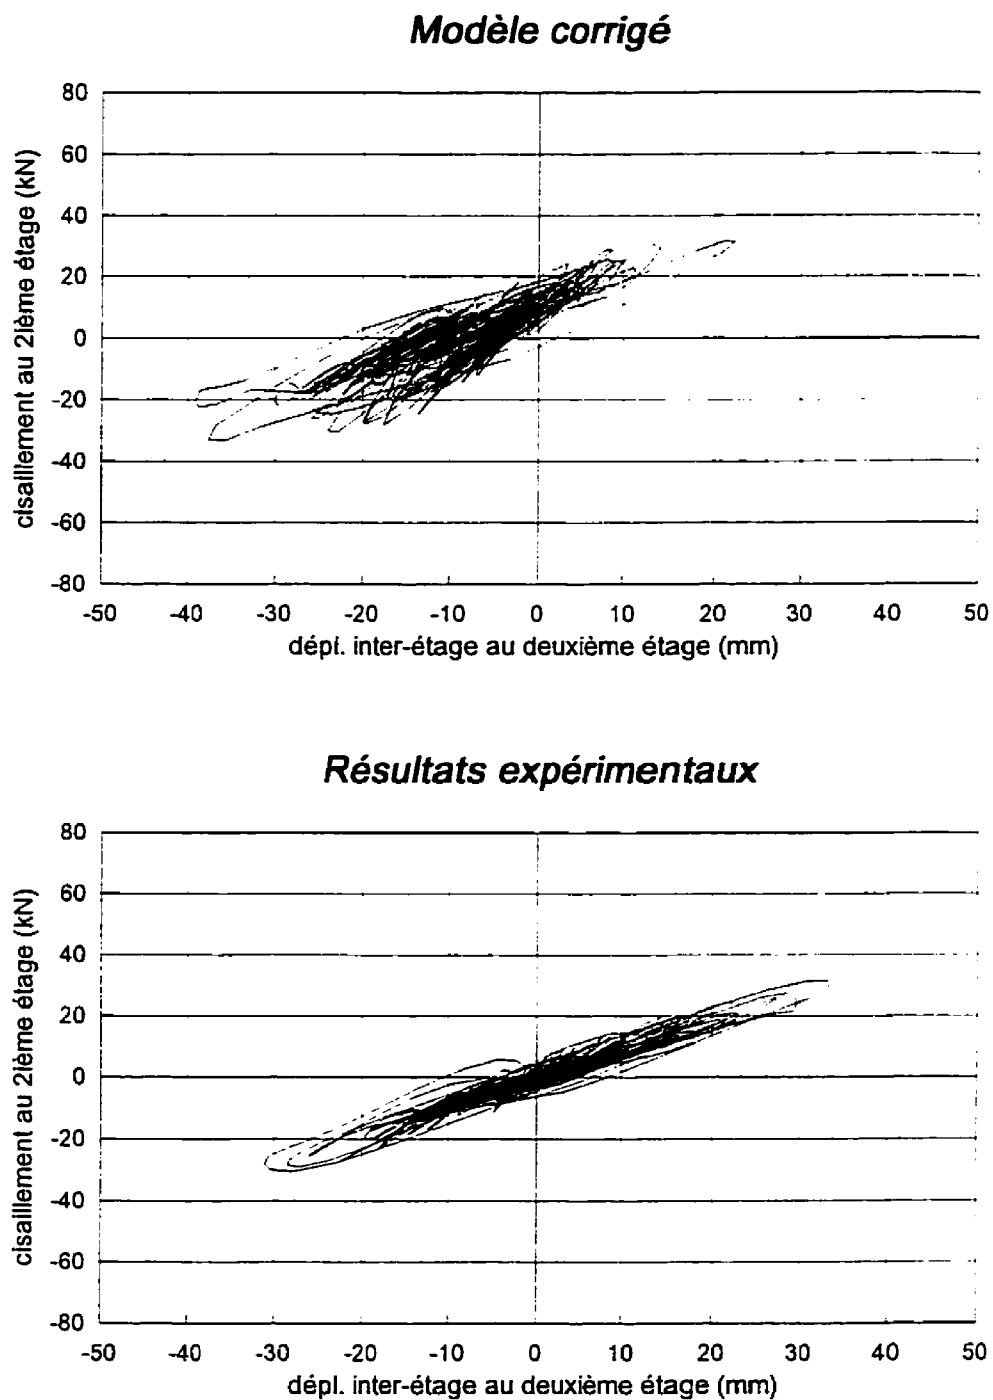 Modèle corrigé
80
60
40
20
0
-20
-40
-60
-80
cisaillement au 2ième étage (kN)
-50 -40 -30 -20 -10 0 10 20 30 40 50
dépl. inter-étage au deuxième étage (mm)
Résultats expérimentaux
80
60
40
20
0
-20
-40
-60
-80
cisaillement au 2ième étage (kN)
-50 -40 -30 -20 -10 0 10 20 30 40 50
dépl. inter-étage au deuxième étage (mm)